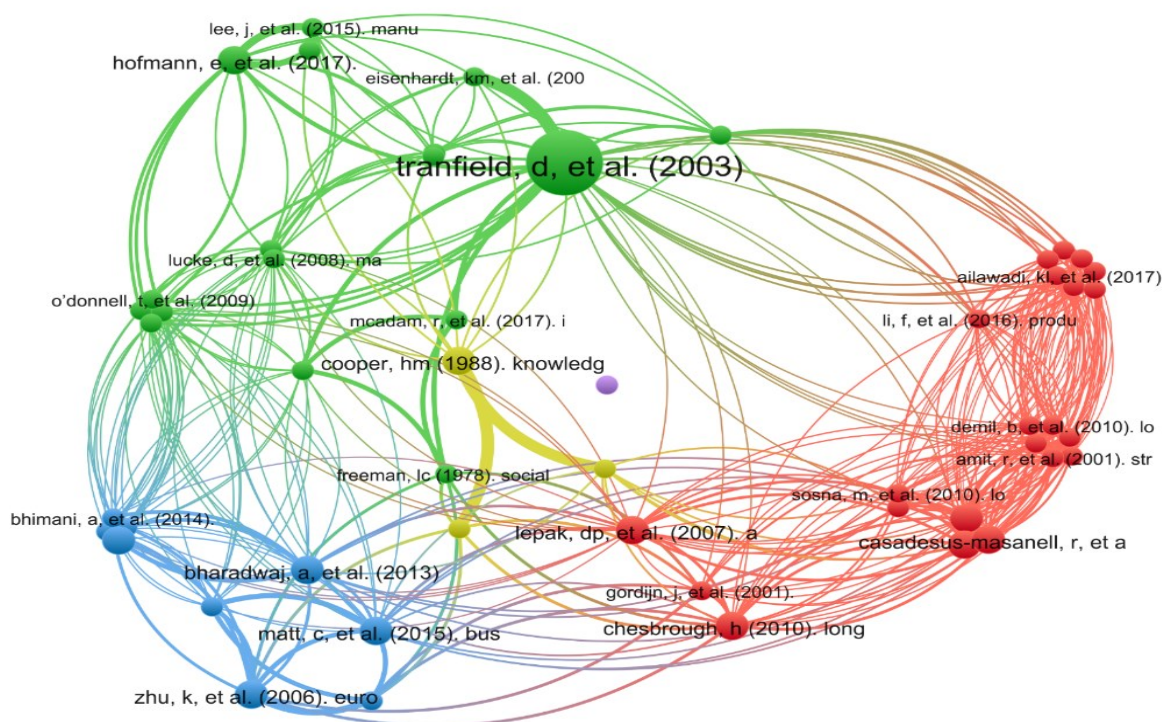 lee, j, et al. (2015). manu
hofmann, e, et al. (2017).
eisenhardt, km, et al. (200
tranfield, d, et al. (2003)
lucke, d, et al. (2008). ma
ailawadi, kl, et al. (2017)
o'donnell, t, et al. (2009)
mcadam, r, et al. (2017). i
li, f, et al. (2016). produ
cooper, hm (1988). knowledg
demil, b, et al. (2010). lo
amit, r, et al. (2001). str
freeman, lc (1978). social
sosna, m, et al. (2010). lo
bhimani, a, et al. (2014).
lepak, dp, et al. (2007). a
casadesus-masanell, r, et a
bharadwaj, a, et al. (2013)
gordijn, j, et al. (2001).
matt, c, et al. (2015). bus
chesbrough, h (2010). long
zhu, k, et al. (2006). euro